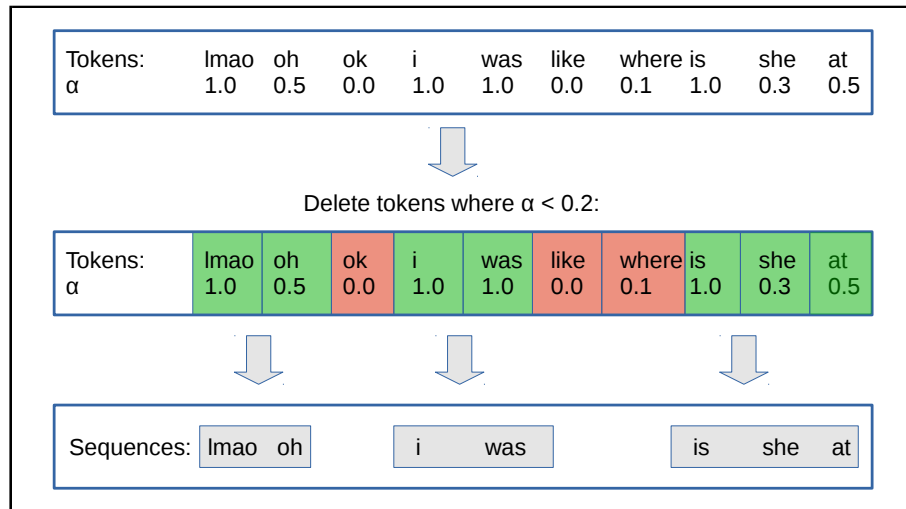 Tokens: lmao oh ok i was like where is she at
α 1.0 0.5 0.0 1.0 1.0 0.0 0.1 1.0 0.3 0.5
Delete tokens where α < 0.2:
Tokens: lmao oh ok i was like where is she at
α 1.0 0.5 0.0 1.0 1.0 0.0 0.1 1.0 0.3 0.5
Sequences: lmao oh i was is she at